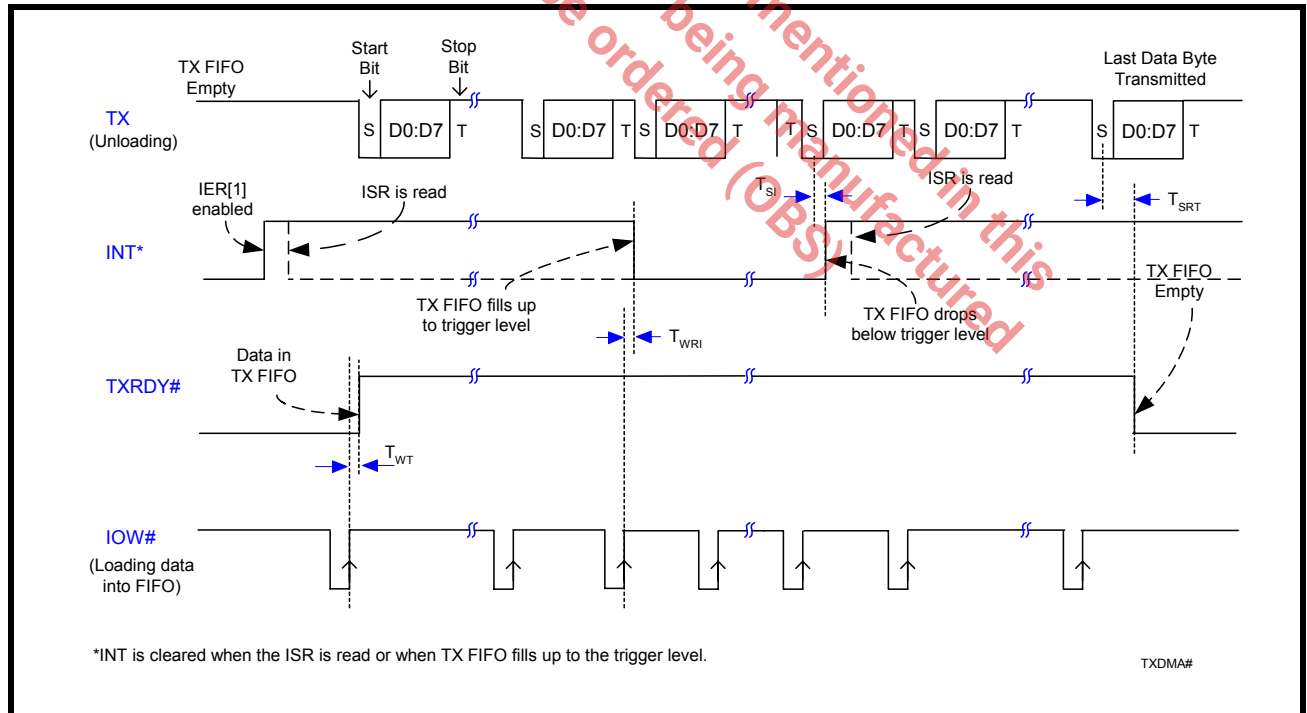 mentioned in this
being manufactured
be ordered (OBS)
Start
Bit
Stop
Bit
TX FIFO
Empty
Last Data Byte
Transmitted
TX
(Unloading)
S D0:D7 T S D0:D7 T S D0:D7 T T S D0:D7 T S D0:D7 T S D0:D7 T
IER[1]
enabled
ISR is read
TSI
ISR is read
TSRT
INT*
TX FIFO fills up
to trigger level
TX FIFO drops
below trigger level
TX FIFO
Empty
TWRI
Data in
TX FIFO
TXRDY#
TWT
IOW#
(Loading data
into FIFO)
*INT is cleared when the ISR is read or when TX FIFO fills up to the trigger level.
TXDMA#